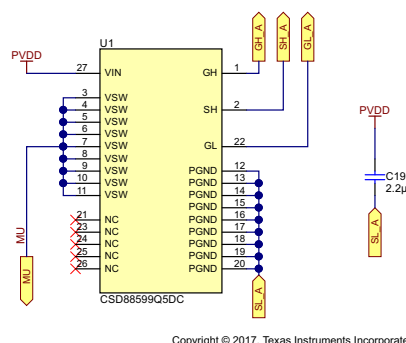 U1
PVDD
27 VIN GH 1 GH_A
3 VSW SH 2 SH_A
4 VSW GL 22 GL_A
5 VSW
6 VSW
7 VSW
8 VSW
9 VSW
10 VSW
11 VSW
PGND 12
PGND 13
PGND 14
PGND 15
PGND 16
PGND 17
PGND 18
PGND 19
PGND 20
21 NC
23 NC
24 NC
25 NC
26 NC
MU
MU
SL_A
CSD88599Q5DC
PVDD
C19
2.2µ
SL_A
Copyright © 2017, Texas Instruments Incorporate